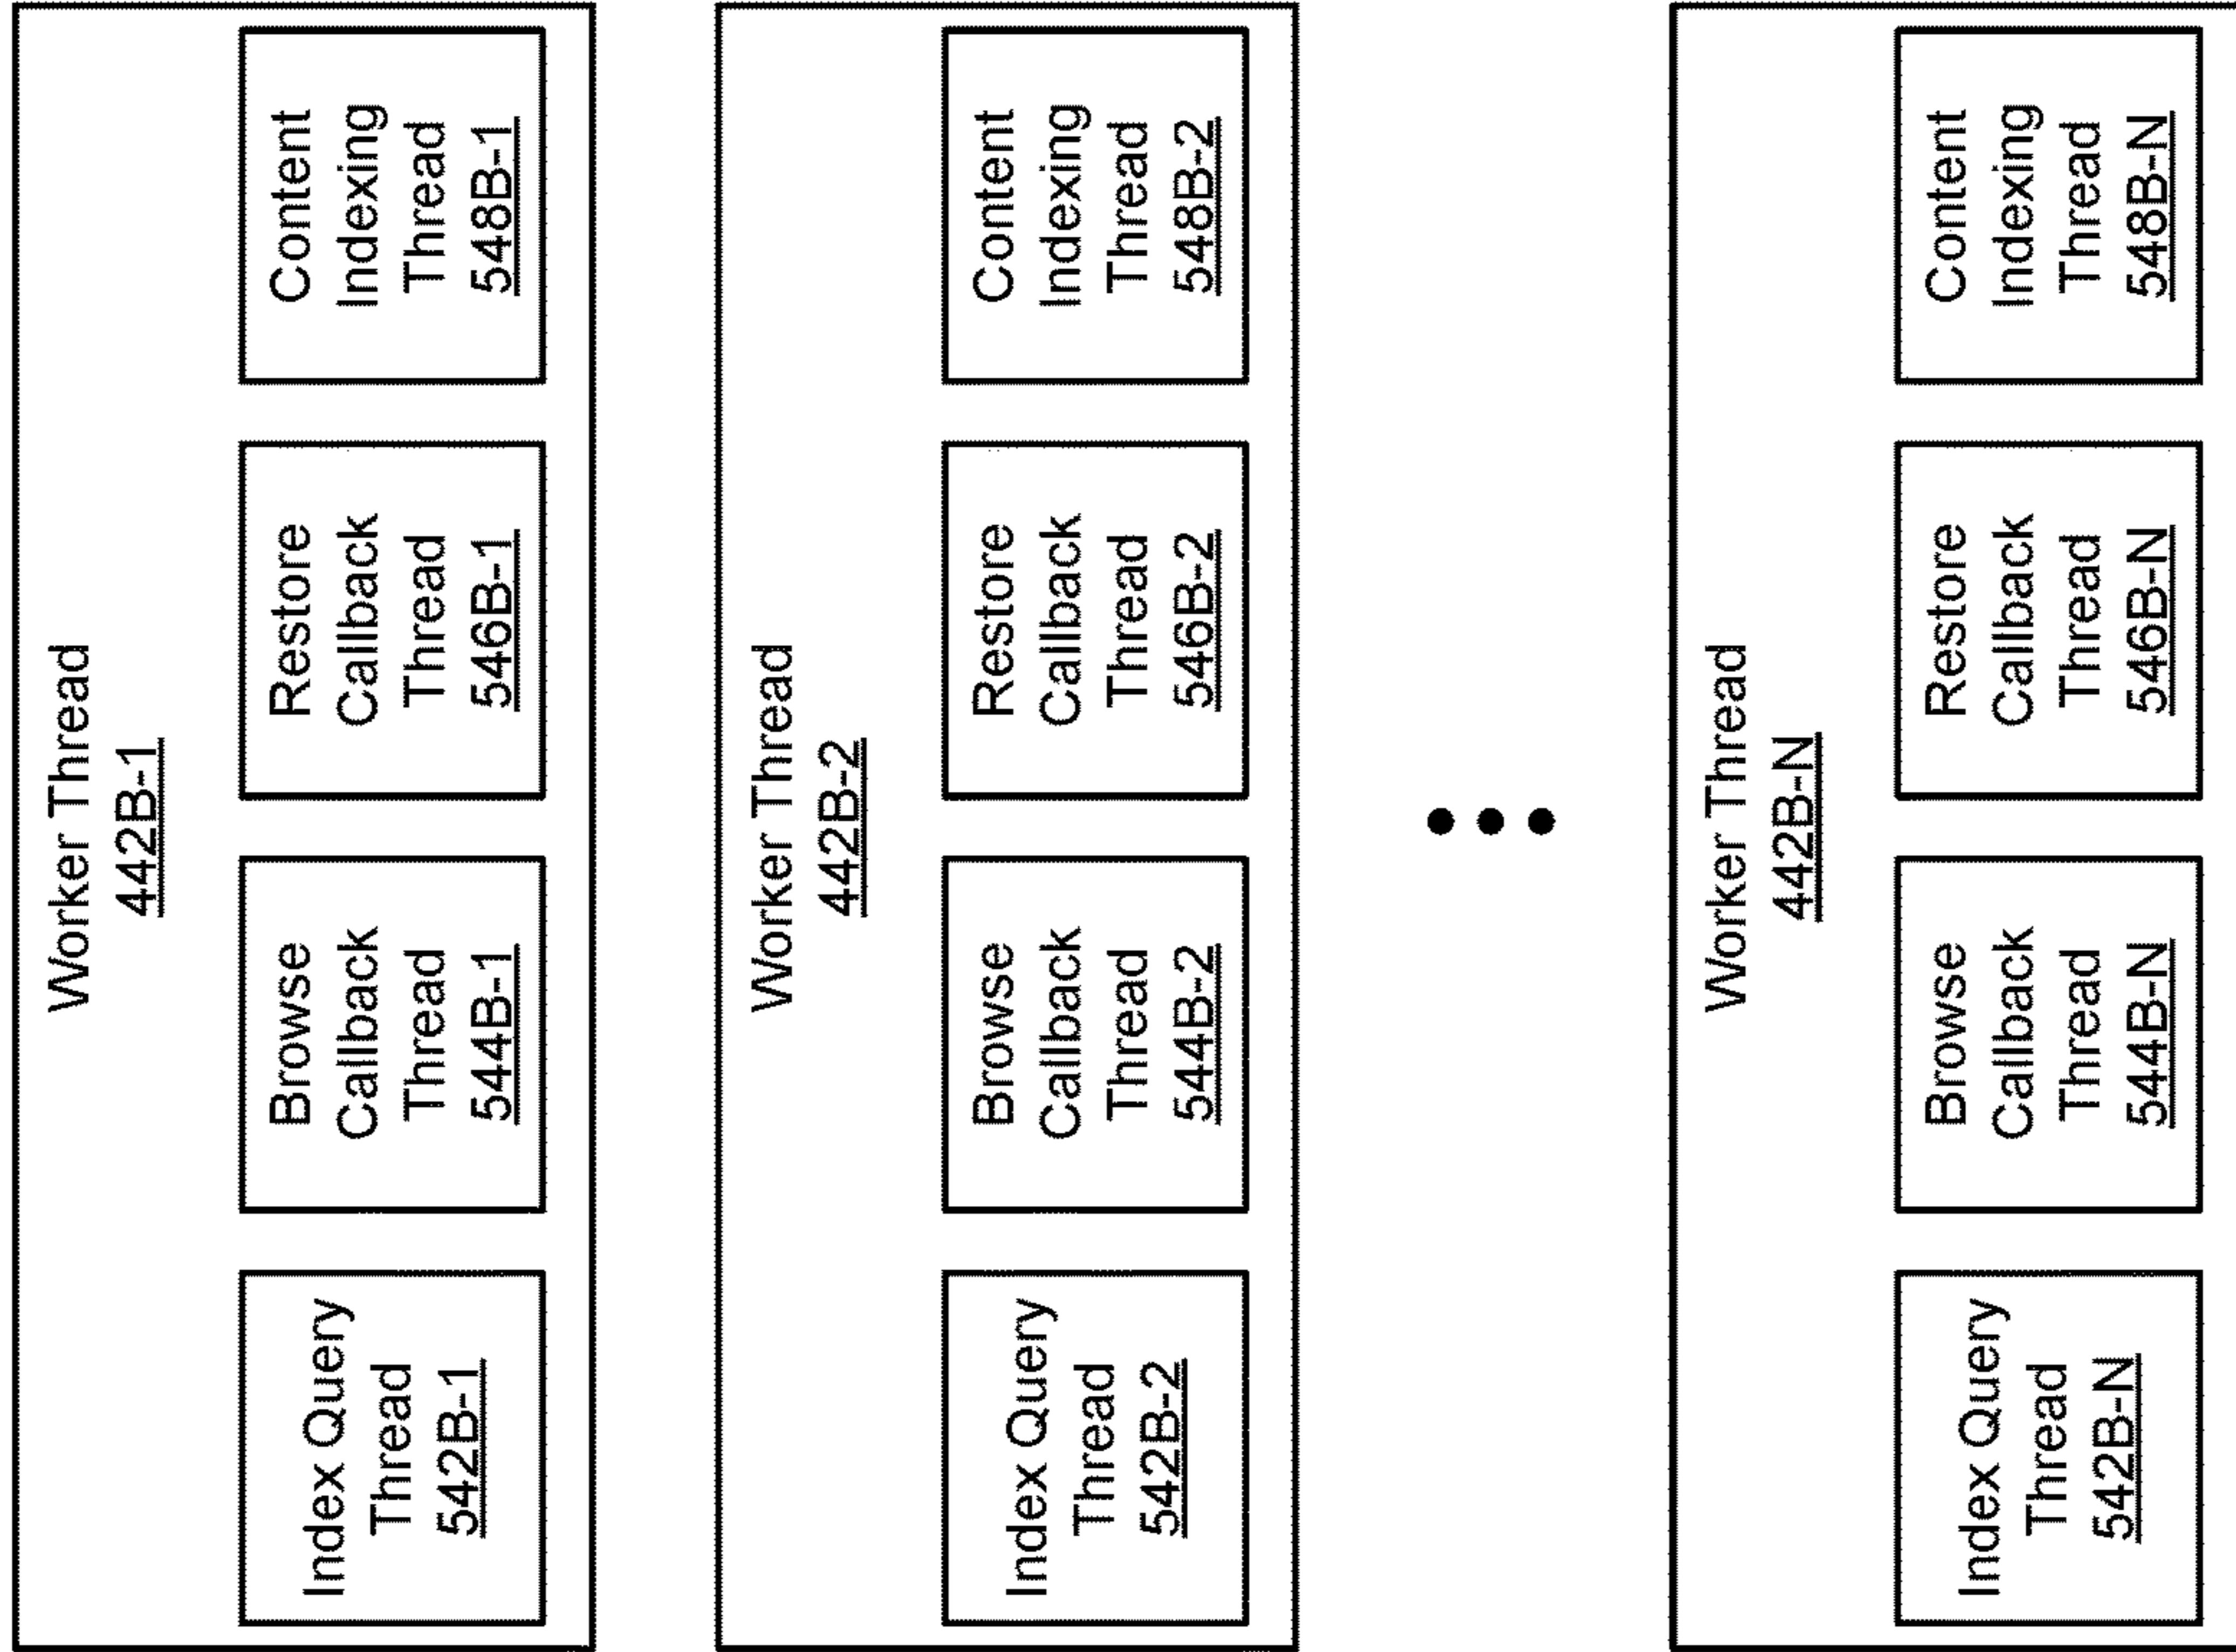 Worker Thread
442B-1
Index Query
Thread
542B-1
Browse
Callback
Thread
544B-1
Restore
Callback
Thread
546B-1
Content
Indexing
Thread
548B-1
Worker Thread
442B-2
Index Query
Thread
542B-2
Browse
Callback
Thread
544B-2
Restore
Callback
Thread
546B-2
Content
Indexing
Thread
548B-2
Worker Thread
442B-N
Index Query
Thread
542B-N
Browse
Callback
Thread
544B-N
Restore
Callback
Thread
546B-N
Content
Indexing
Thread
548B-N